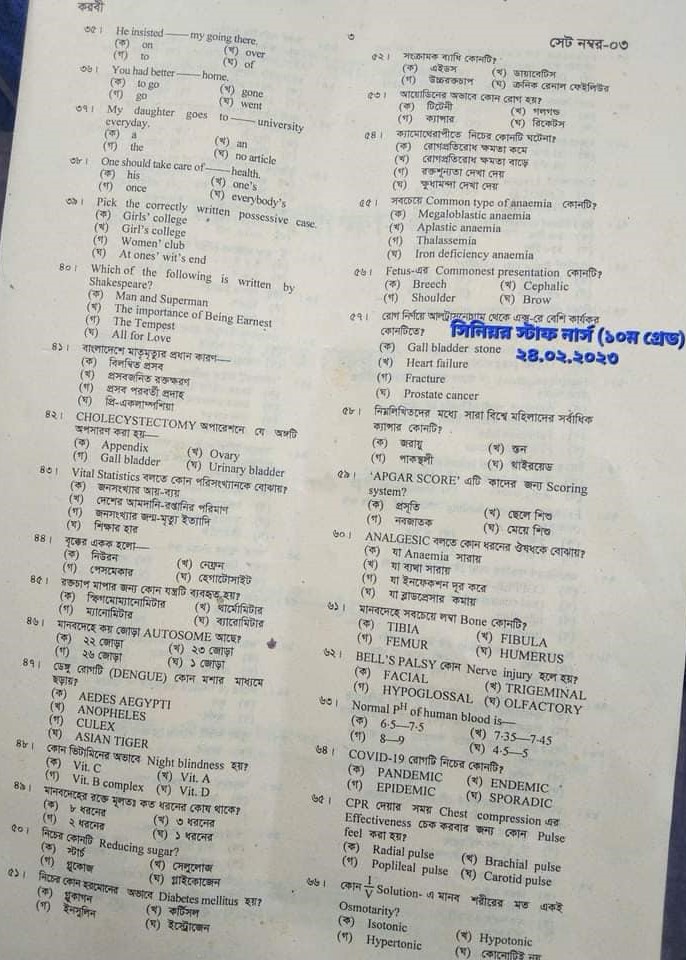 করবী
৩
সেট নম্বর-০৩
৩৫। He insisted —— my going there.
(ক) on (খ) over
(গ) to (ঘ) of
৩৬। You had better —— home.
(ক) to go (খ) gone
(গ) go (ঘ) went
৩৭। My daughter goes to —— university
everyday.
(ক) a (খ) an
(গ) the (ঘ) no article
৩৮। One should take care of —— health.
(ক) his (খ) one's
(গ) once (ঘ) everybody's
৩৯। Pick the correctly written possessive case.
(ক) Girls' college
(খ) Girl's college
(গ) Women' club
(ঘ) At ones' wit's end
৪০। Which of the following is written by
Shakespeare?
(ক) Man and Superman
(খ) The importance of Being Earnest
(গ) The Tempest
(ঘ) All for Love
৪১। বাংলাদেশে মাতৃমৃত্যুর প্রধান কারণ—
(ক) বিলম্বিত প্রসব
(খ) প্রসবজনিত রক্তক্ষরণ
(গ) প্রসব পরবর্তী প্রদাহ
(ঘ) প্রি-একলাম্পশিয়া
৪২। CHOLECYSTECTOMY অপারেশনে যে অঙ্গটি
অপসারণ করা হয়—
(ক) Appendix (খ) Ovary
(গ) Gall bladder (ঘ) Urinary bladder
৪৩। Vital Statistics বলতে কোন পরিসংখ্যানকে বোঝায়?
(ক) জনসংখ্যার আয়-ব্যয়
(খ) দেশের আমদানি-রপ্তানির পরিমাণ
(গ) জনসংখ্যার জন্ম-মৃত্যু ইত্যাদি
(ঘ) শিক্ষার হার
৪৪। বৃক্কের একক হলো—
(ক) নিউরন (খ) নেফ্রন
(গ) পেসমেকার (ঘ) হেপাটোসাইট
৪৫। রক্তচাপ মাপার জন্য কোন যন্ত্রটি ব্যবহৃত হয়?
(ক) স্ফিগমোম্যানোমিটার (খ) থার্মোমিটার
(গ) ম্যানোমিটার (ঘ) ব্যারোমিটার
৪৬। মানবদেহে কয় জোড়া AUTOSOME আছে?
(ক) ২২ জোড়া (খ) ২৩ জোড়া
(গ) ২৬ জোড়া (ঘ) ১ জোড়া
৪৭। ডেঙ্গু রোগটি (DENGUE) কোন মশার মাধ্যমে
ছড়ায়?
(ক) AEDES AEGYPTI
(খ) ANOPHELES
(গ) CULEX
(ঘ) ASIAN TIGER
৪৮। কোন ভিটামিনের অভাবে Night blindness হয়?
(ক) Vit. C (খ) Vit. A
(গ) Vit. B complex (ঘ) Vit. D
৪৯। মানবদেহের রক্তে মূলতঃ কত ধরনের কোষ থাকে?
(ক) ৮ ধরনের (খ) ৩ ধরনের
(গ) ২ ধরনের (ঘ) ১ ধরনের
৫০। নিচের কোনটি Reducing sugar?
(ক) স্টার্চ (খ) সেলুলোজ
(গ) গ্লুকোজ (ঘ) গ্লাইকোজেন
৫১। নিচের কোন হরমোনের অভাবে Diabetes mellitus হয়?
(ক) গ্লুকাগন (খ) কর্টিসল
(গ) ইনসুলিন (ঘ) ইস্ট্রোজেন
৫২। সংক্রামক ব্যাধি কোনটি?
(ক) এইডস (খ) ডায়াবেটিস
(গ) উচ্চরক্তচাপ (ঘ) ক্রনিক রেনাল ফেইলিউর
৫৩। আয়োডিনের অভাবে কোন রোগ হয়?
(ক) টিটেনী (খ) গলগণ্ড
(গ) ক্যান্সার (ঘ) রিকেটস
৫৪। ক্যামোথেরাপীতে নিচের কোনটি ঘটেনা?
(ক) রোগপ্রতিরোধ ক্ষমতা কমে
(খ) রোগপ্রতিরোধ ক্ষমতা বাড়ে
(গ) রক্তশূন্যতা দেখা দেয়
(ঘ) ক্ষুধামন্দা দেখা দেয়
৫৫। সবচেয়ে Common type of anaemia কোনটি?
(ক) Megaloblastic anaemia
(খ) Aplastic anaemia
(গ) Thalassemia
(ঘ) Iron deficiency anaemia
৫৬। Fetus-এর Commonest presentation কোনটি?
(ক) Breech (খ) Cephalic
(গ) Shoulder (ঘ) Brow
৫৭। রোগ নির্ণয়ে আলট্রাসনোগ্রাম থেকে এক্স-রে বেশি কার্যকর
কোনটিতে?
সিনিয়র স্টাফ নার্স (১০ম গ্রেড)
২৪.০২.২০২৩
(ক) Gall bladder stone
(খ) Heart failure
(গ) Fracture
(ঘ) Prostate cancer
৫৮। নিম্নলিখিতদের মধ্যে সারা বিশ্বে মহিলাদের সর্বাধিক
ক্যান্সার কোনটি?
(ক) জরায়ু (খ) স্তন
(গ) পাকস্থলী (ঘ) থাইরয়েড
৫৯। ‘APGAR SCORE’ এটি কাদের জন্য Scoring
system?
(ক) প্রসূতি (খ) ছেলে শিশু
(গ) নবজাতক (ঘ) মেয়ে শিশু
৬০। ANALGESIC বলতে কোন ধরনের ঔষধকে বোঝায়?
(ক) যা Anaemia সারায়
(খ) যা ব্যথা সারায়
(গ) যা ইনফেকশন দূর করে
(ঘ) যা ব্লাডপ্রেসার কমায়
৬১। মানবদেহে সবচেয়ে লম্বা Bone কোনটি?
(ক) TIBIA (খ) FIBULA
(গ) FEMUR (ঘ) HUMERUS
৬২। BELL'S PALSY কোন Nerve injury হলে হয়?
(ক) FACIAL (খ) TRIGEMINAL
(গ) HYPOGLOSSAL (ঘ) OLFACTORY
৬৩। Normal Pᴴ of human blood is—
(ক) 6·5—7·5 (খ) 7·35—7·45
(গ) 8—9 (ঘ) 4·5—5
৬৪। COVID-19 রোগটি নিচের কোনটি?
(ক) PANDEMIC (খ) ENDEMIC
(গ) EPIDEMIC (ঘ) SPORADIC
৬৫। CPR দেয়ার সময় Chest compression এর
Effectiveness চেক করবার জন্য কোন Pulse
feel করা হয়?
(ক) Radial pulse (খ) Brachial pulse
(গ) Popliteal pulse (ঘ) Carotid pulse
৬৬। কোন I/V Solution- এ মানব শরীরের মত একই
Osmotarity?
(ক) Isotonic (খ) Hypotonic
(গ) Hypertonic (ঘ) কোনোটিই নয়